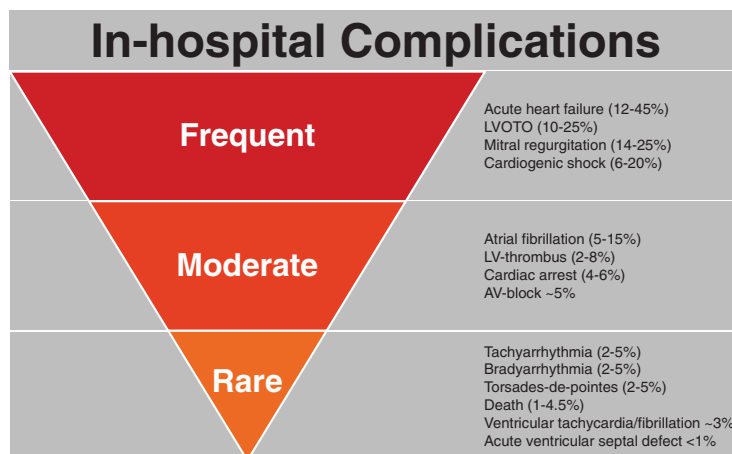 In-hospital Complications
Frequent
Acute heart failure (12-45%)
LVOTO (10-25%)
Mitral regurgitation (14-25%)
Cardiogenic shock (6-20%)
Moderate
Atrial fibrillation (5-15%)
LV-thrombus (2-8%)
Cardiac arrest (4-6%)
AV-block ~5%
Rare
Tachyarrhythmia (2-5%)
Bradyarrhythmia (2-5%)
Torsades-de-pointes (2-5%)
Death (1-4.5%)
Ventricular tachycardia/fibrillation ~3%
Acute ventricular septal defect <1%